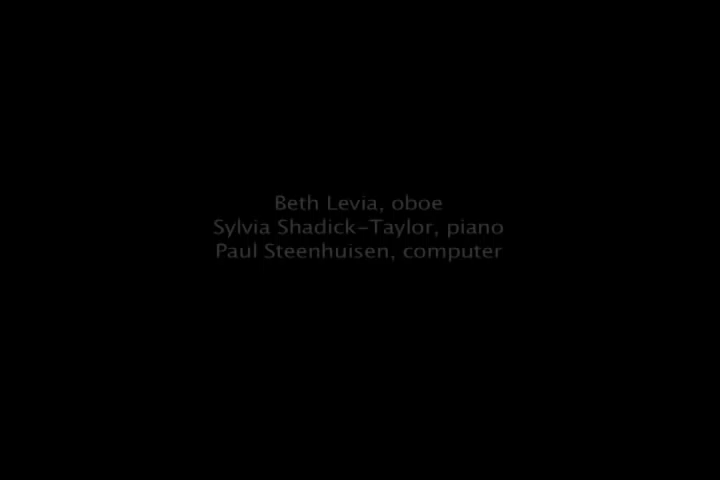 Beth Levia, oboe
Sylvia Shadick-Taylor, piano
Paul Steenhuisen, computer